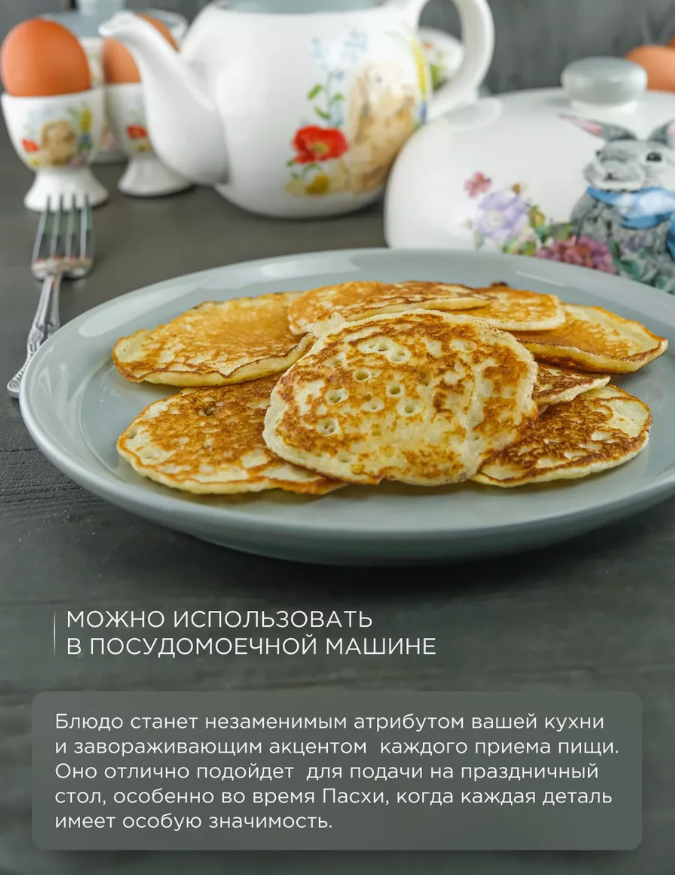 МОЖНО ИСПОЛЬЗОВАТЬ
В ПОСУДОМОЕЧНОЙ МАШИНЕ
Блюдо станет незаменимым атрибутом вашей кухни
и завораживающим акцентом каждого приема пищи.
Оно отлично подойдет для подачи на праздничный
стол, особенно во время Пасхи, когда каждая деталь
имеет особую значимость.